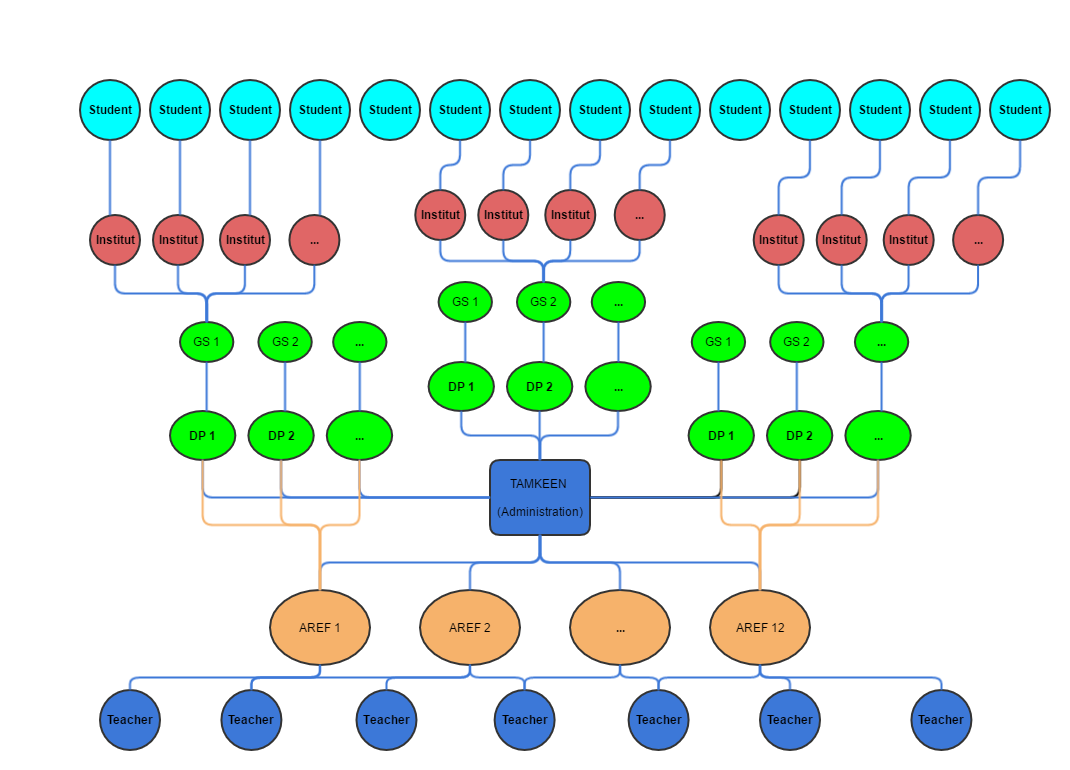 Student Student Student Student Student Student Student Student Student Student Student Student Student Student
Institut Institut Institut ...
Institut Institut Institut ...
Institut Institut Institut ...
GS 1 GS 2 ...
GS 1 GS 2 ...
GS 1 GS 2 ...
DP 1 DP 2 ...
DP 1 DP 2 ...
DP 1 DP 2 ...
TAMKEEN
(Administration)
AREF 1 AREF 2 ... AREF 12
Teacher Teacher Teacher Teacher Teacher Teacher Teacher